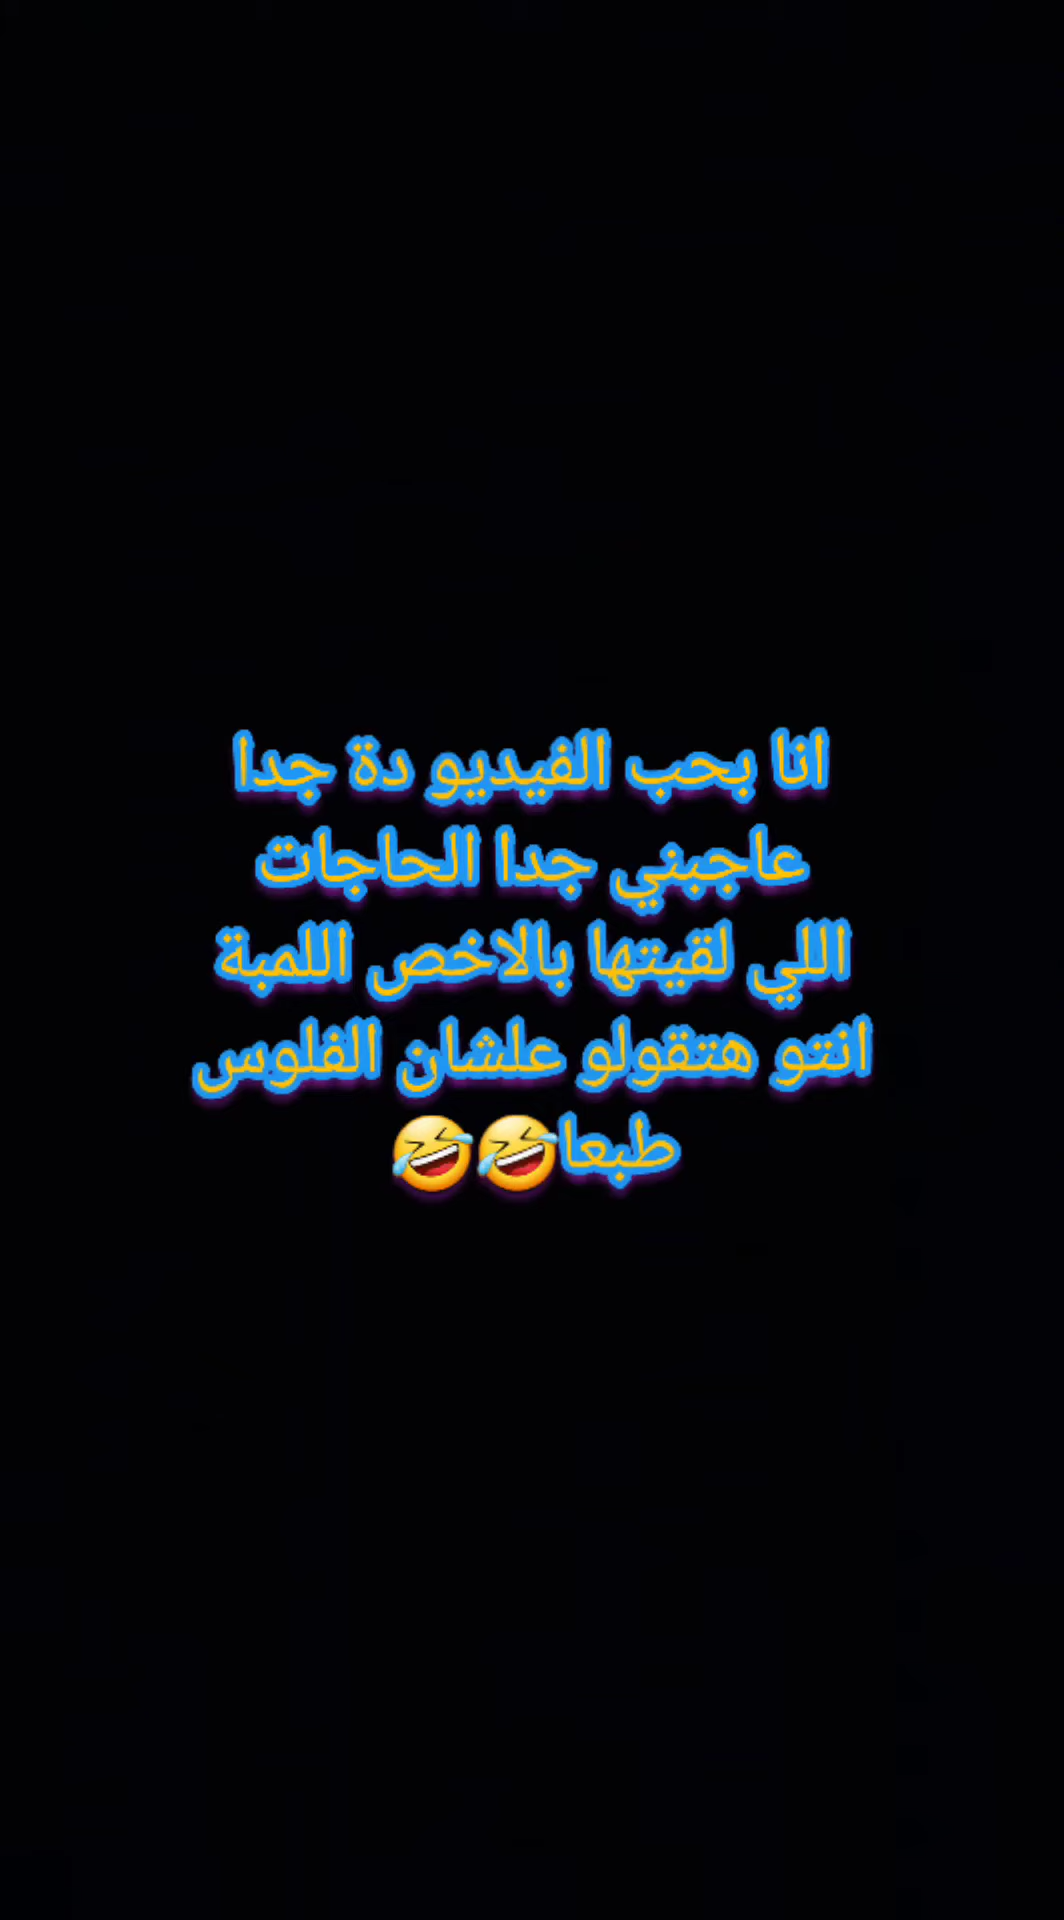 انا بحب الفيديو دة جدا
عاجبني جدا الحاجات
اللي لقيتها بالاخص اللمبة
انتو هتقولو علشان الفلوس
طبعا🤣🤣